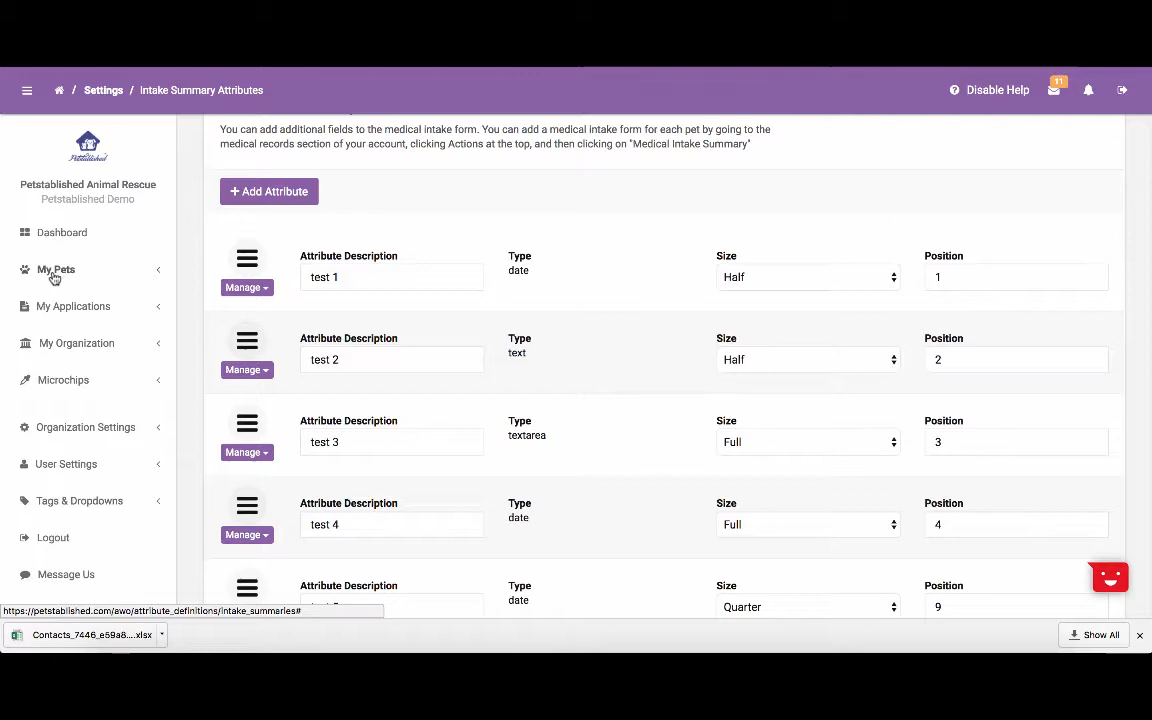 Settings / Intake Summary Attributes
Disable Help
11
Petstablished
Petstablished Animal Rescue
Petstablished Demo
Dashboard
My Pets
My Applications
My Organization
Microchips
Organization Settings
User Settings
Tags & Dropdowns
Logout
Message Us
You can add additional fields to the medical intake form. You can add a medical intake form for each pet by going to the
medical records section of your account, clicking Actions at the top, and then clicking on "Medical Intake Summary"
+ Add Attribute
Attribute Description Type Size Position
Manage test 1 date Half 1
Attribute Description Type Size Position
Manage test 2 text Half 2
Attribute Description Type Size Position
Manage test 3 textarea Full 3
Attribute Description Type Size Position
Manage test 4 date Full 4
Attribute Description Type Size Position
date Quarter 9
https://petstablished.com/awo/attribute_definitions/intake_summaries#
Contacts_7446_e59a8....xlsx
Show All